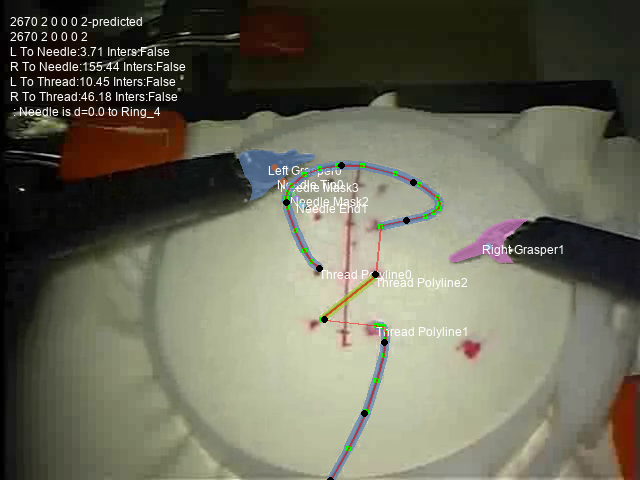 2670 2 0 0 0 2-predicted
2670 2 0 0 0 2
L To Needle:3.71 Inters:False
R To Needle:155.44 Inters:False
L To Thread:10.45 Inters:False
R To Thread:46.18 Inters:False
: Needle is d=0.0 to Ring_4
Left Grasper0
Needle Tip0
Needle Mask3
Needle Mask2
Needle End1
Right Grasper1
Thread Polyline0
Thread Polyline2
Thread Polyline1